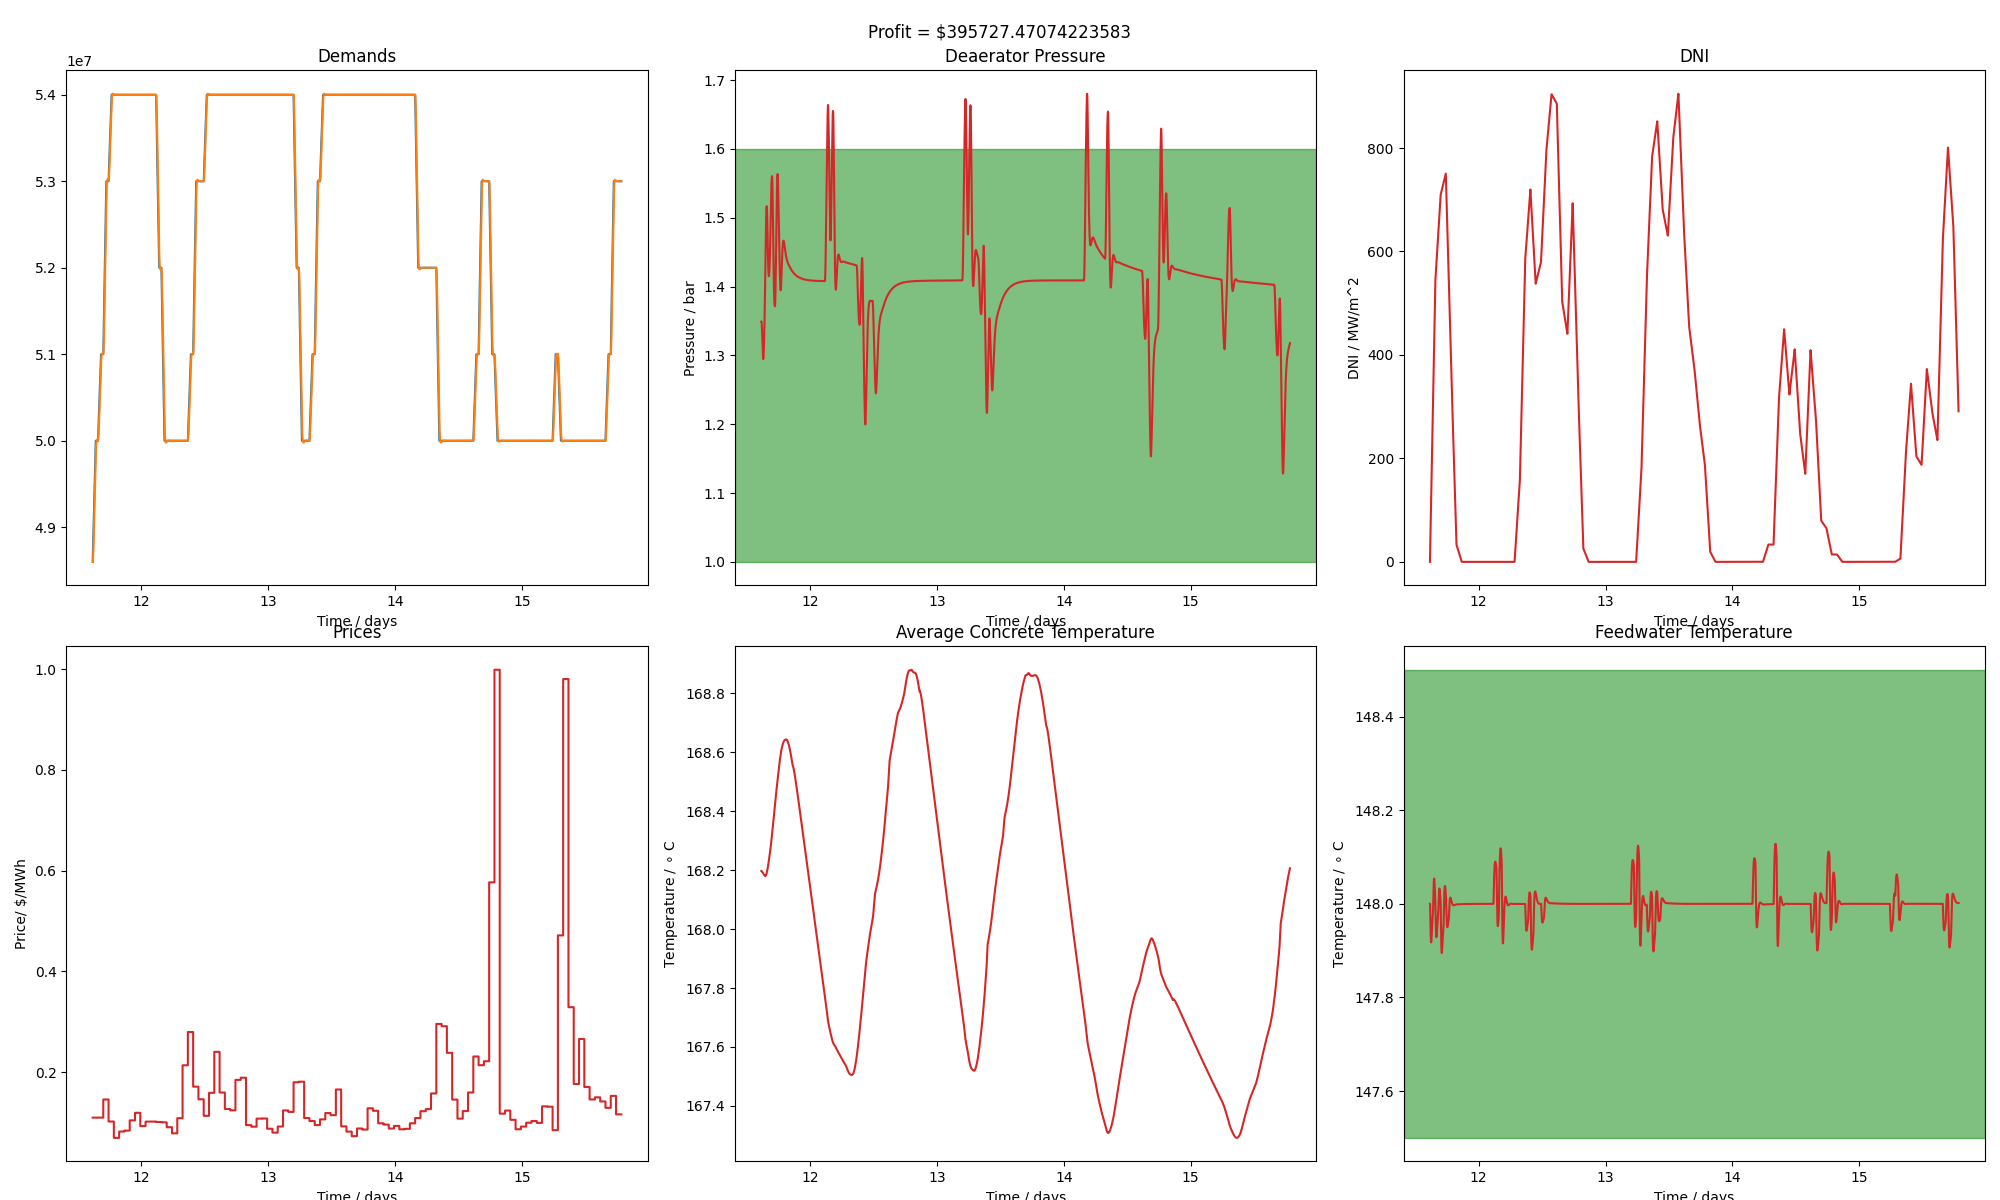 Profit = $395727.47074223583
Demands
1e7
5.4
5.3
5.2
5.1
5.0
4.9
12 13 14 15
Time / days
Deaerator Pressure
Pressure / bar
1.7
1.6
1.5
1.4
1.3
1.2
1.1
1.0
12 13 14 15
Time / days
DNI
DNI / MW/m^2
800
600
400
200
0
12 13 14 15
Time / days
Prices
Price/ $/MWh
1.0
0.8
0.6
0.4
0.2
12 13 14 15
Time / days
Average Concrete Temperature
Temperature / ∘ C
168.8
168.6
168.4
168.2
168.0
167.8
167.6
167.4
12 13 14 15
Time / days
Feedwater Temperature
Temperature / ∘ C
148.4
148.2
148.0
147.8
147.6
12 13 14 15
Time / days